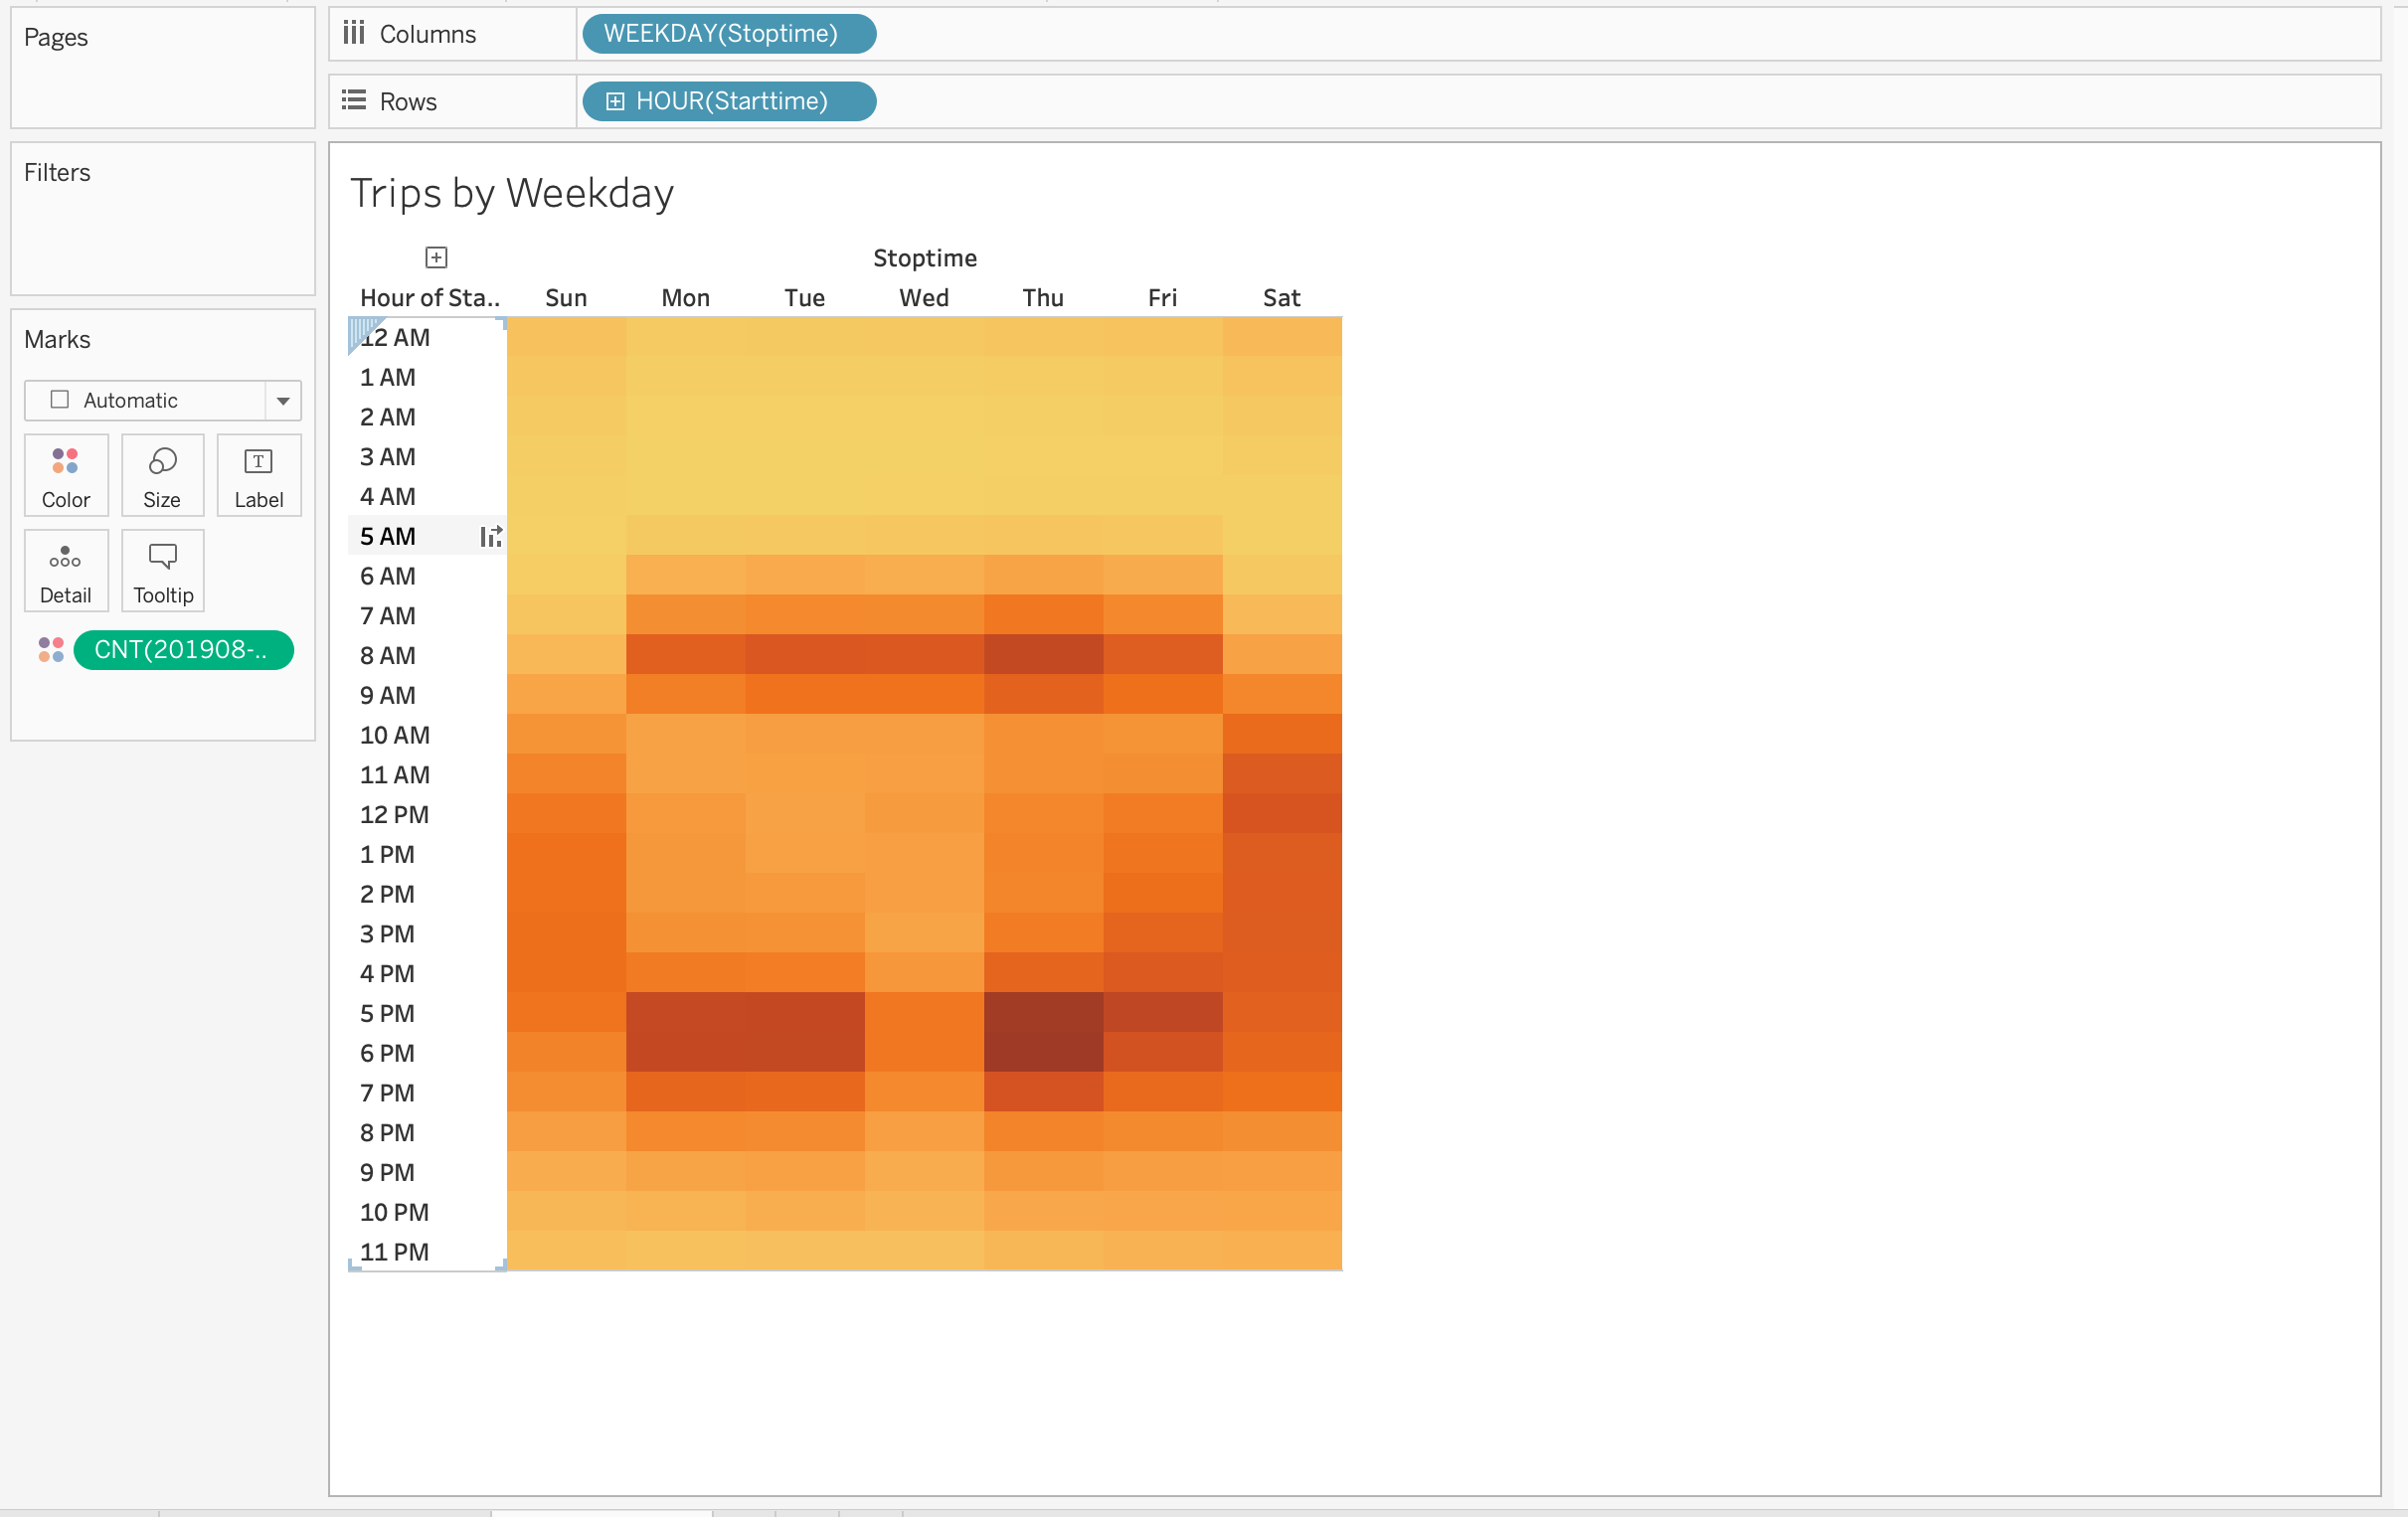 Pages
Columns
WEEKDAY(Stoptime)
Rows
HOUR(Starttime)
Filters
Marks
Automatic
Color
Size
T
Label
Detail
Tooltip
CNT(201908-..
Trips by Weekday
Stoptime
Hour of Sta.. Sun Mon Tue Wed Thu Fri Sat
12 AM
1 AM
2 AM
3 AM
4 AM
5 AM
6 AM
7 AM
8 AM
9 AM
10 AM
11 AM
12 PM
1 PM
2 PM
3 PM
4 PM
5 PM
6 PM
7 PM
8 PM
9 PM
10 PM
11 PM